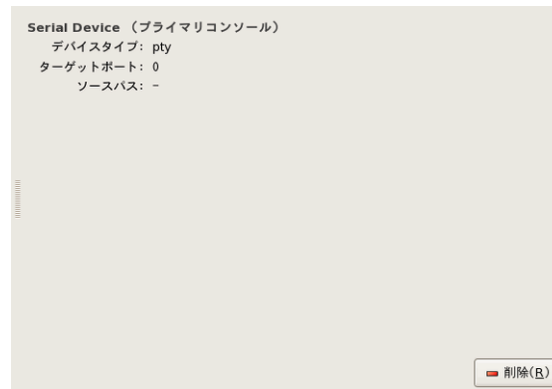 Serial Device （プライマリコンソール）
デバイスタイプ: pty
ターゲットポート: 0
ソースパス: -
削除(R)